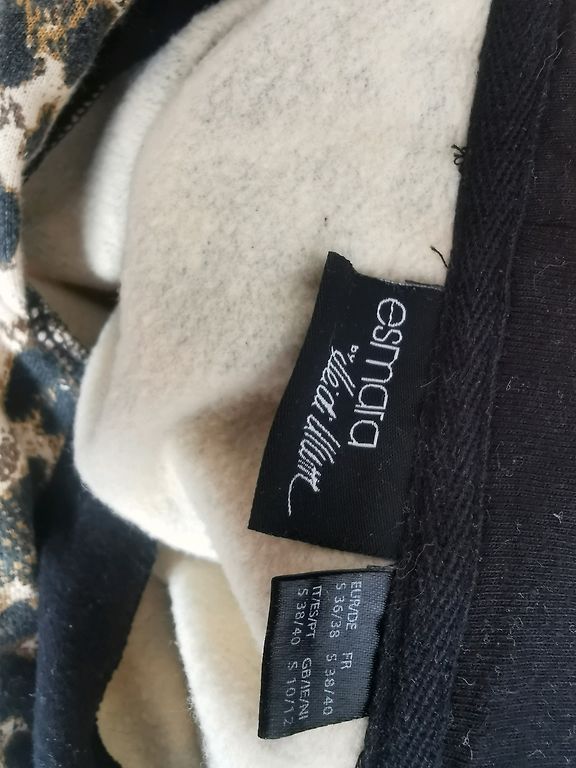 esmara
BY
Heidi Klum
EUR/DE FR
S 36/38 S 38/40
IT/ES/PT GB/IE/NI
S 38/40 S 10/12